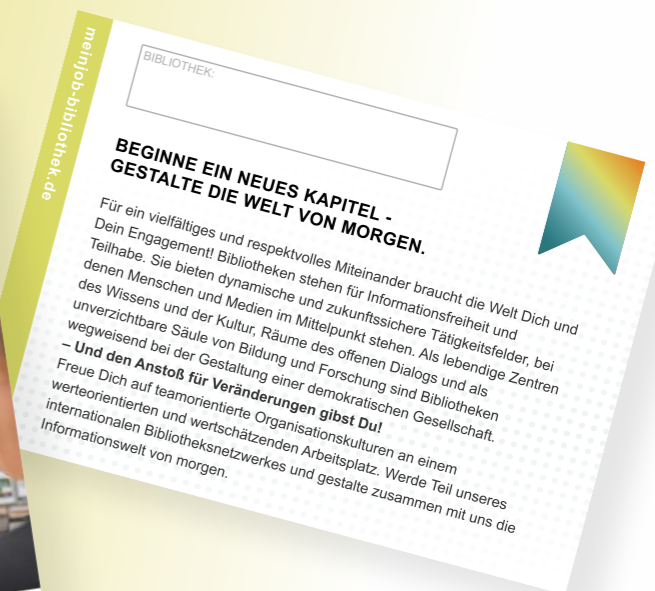 meinjob-bibliothek.de
BIBLIOTHEK:
BEGINNE EIN NEUES KAPITEL -
GESTALTE DIE WELT VON MORGEN.
Für ein vielfältiges und respektvolles Miteinander braucht die Welt Dich und
Dein Engagement! Bibliotheken stehen für Informationsfreiheit und
Teilhabe. Sie bieten dynamische und zukunftssichere Tätigkeitsfelder, bei
denen Menschen und Medien im Mittelpunkt stehen. Als lebendige Zentren
des Wissens und der Kultur, Räume des offenen Dialogs und als
unverzichtbare Säule von Bildung und Forschung sind Bibliotheken
wegweisend bei der Gestaltung einer demokratischen Gesellschaft.
– Und den Anstoß für Veränderungen gibst Du!
Freue Dich auf teamorientierte Organisationskulturen an einem
werteorientierten und wertschätzenden Arbeitsplatz. Werde Teil unseres
internationalen Bibliotheksnetzwerkes und gestalte zusammen mit uns die
Informationswelt von morgen.